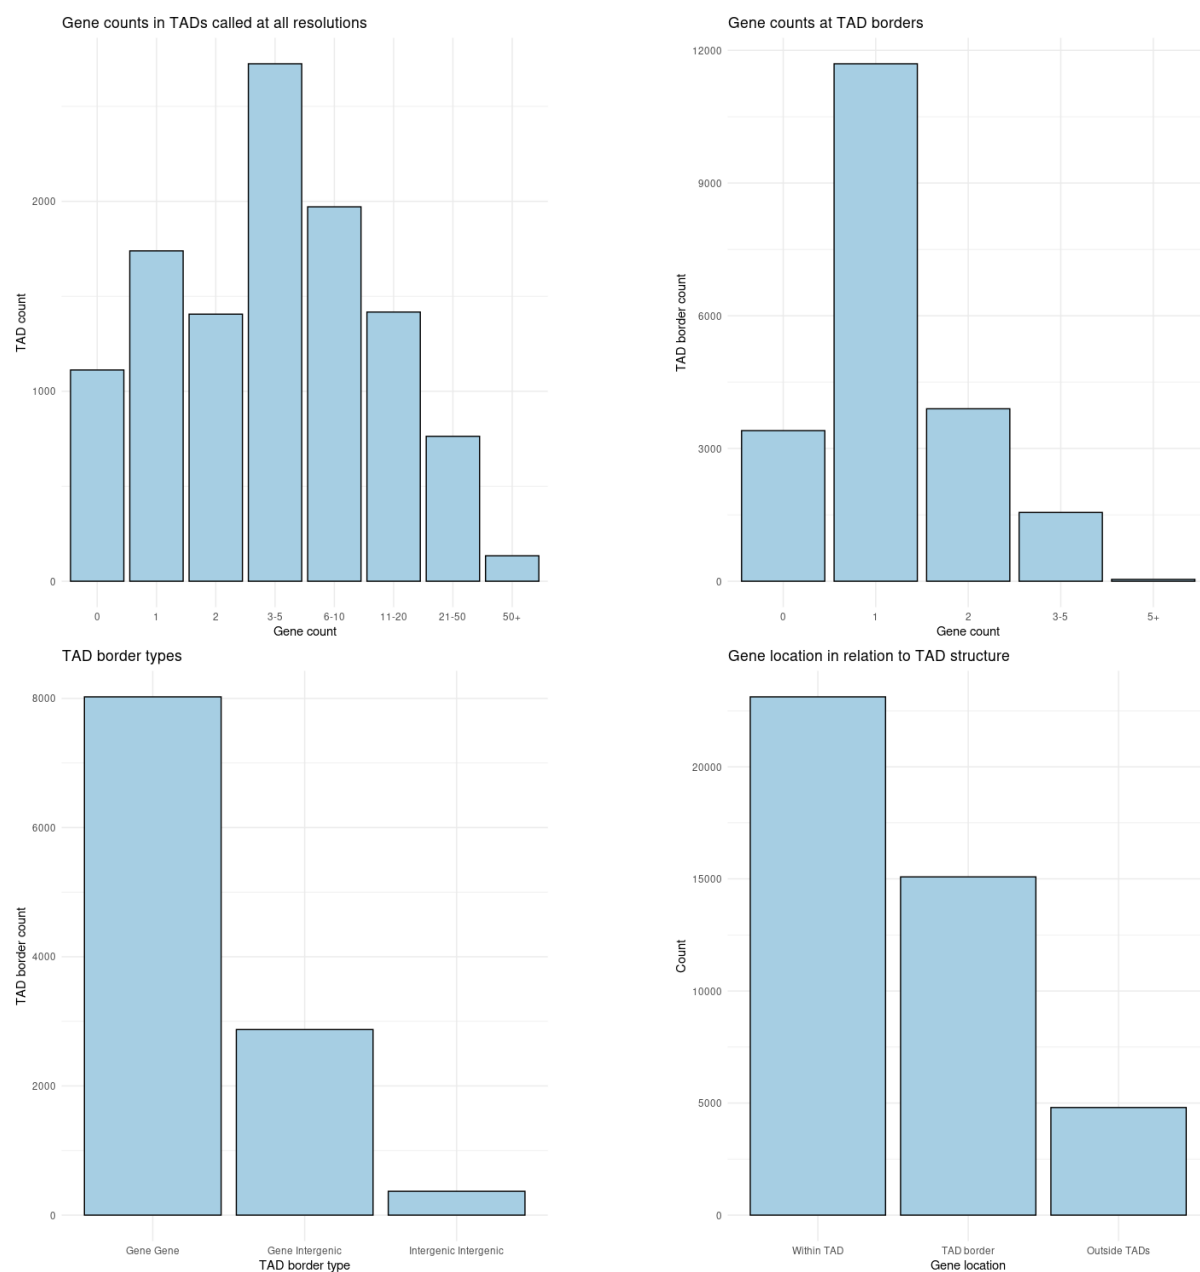 Gene counts in TADs called at all resolutions
TAD count
2000
1000
0
0 1 2 3-5 6-10 11-20 21-50 50+
Gene count
Gene counts at TAD borders
TAD border count
12000
9000
6000
3000
0
0 1 2 3-5 5+
Gene count
TAD border types
TAD border count
8000
6000
4000
2000
0
Gene Gene Gene Intergenic Intergenic Intergenic
TAD border type
Gene location in relation to TAD structure
Count
20000
15000
10000
5000
0
Within TAD TAD border Outside TADs
Gene location